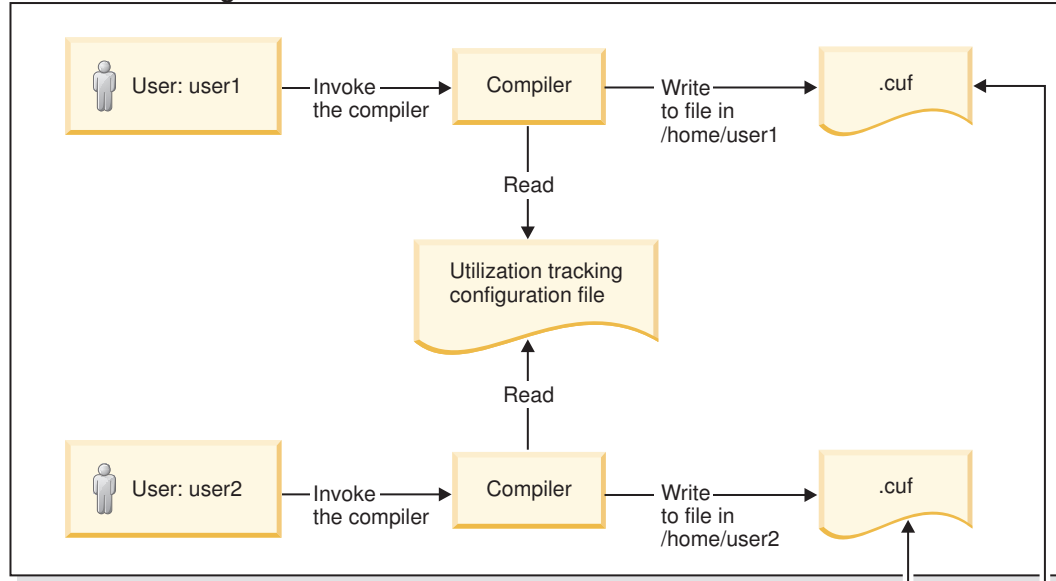 User: user1
Invoke
the compiler
Compiler
Write
to file in
/home/user1
.cuf
Read
Utilization tracking
configuration file
Read
User: user2
Invoke
the compiler
Compiler
Write
to file in
/home/user2
.cuf